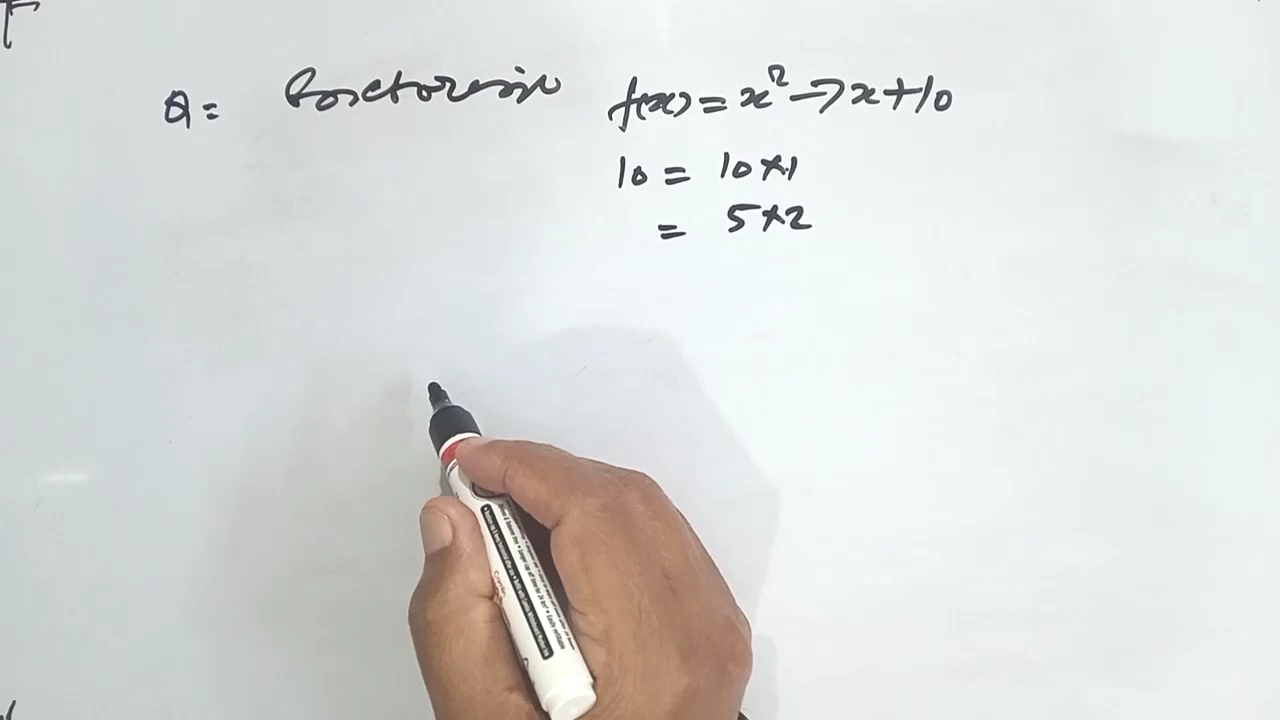 Q = Factorise f(x) = x² - 7x + 10
10 = 10 × 1
= 5 × 2